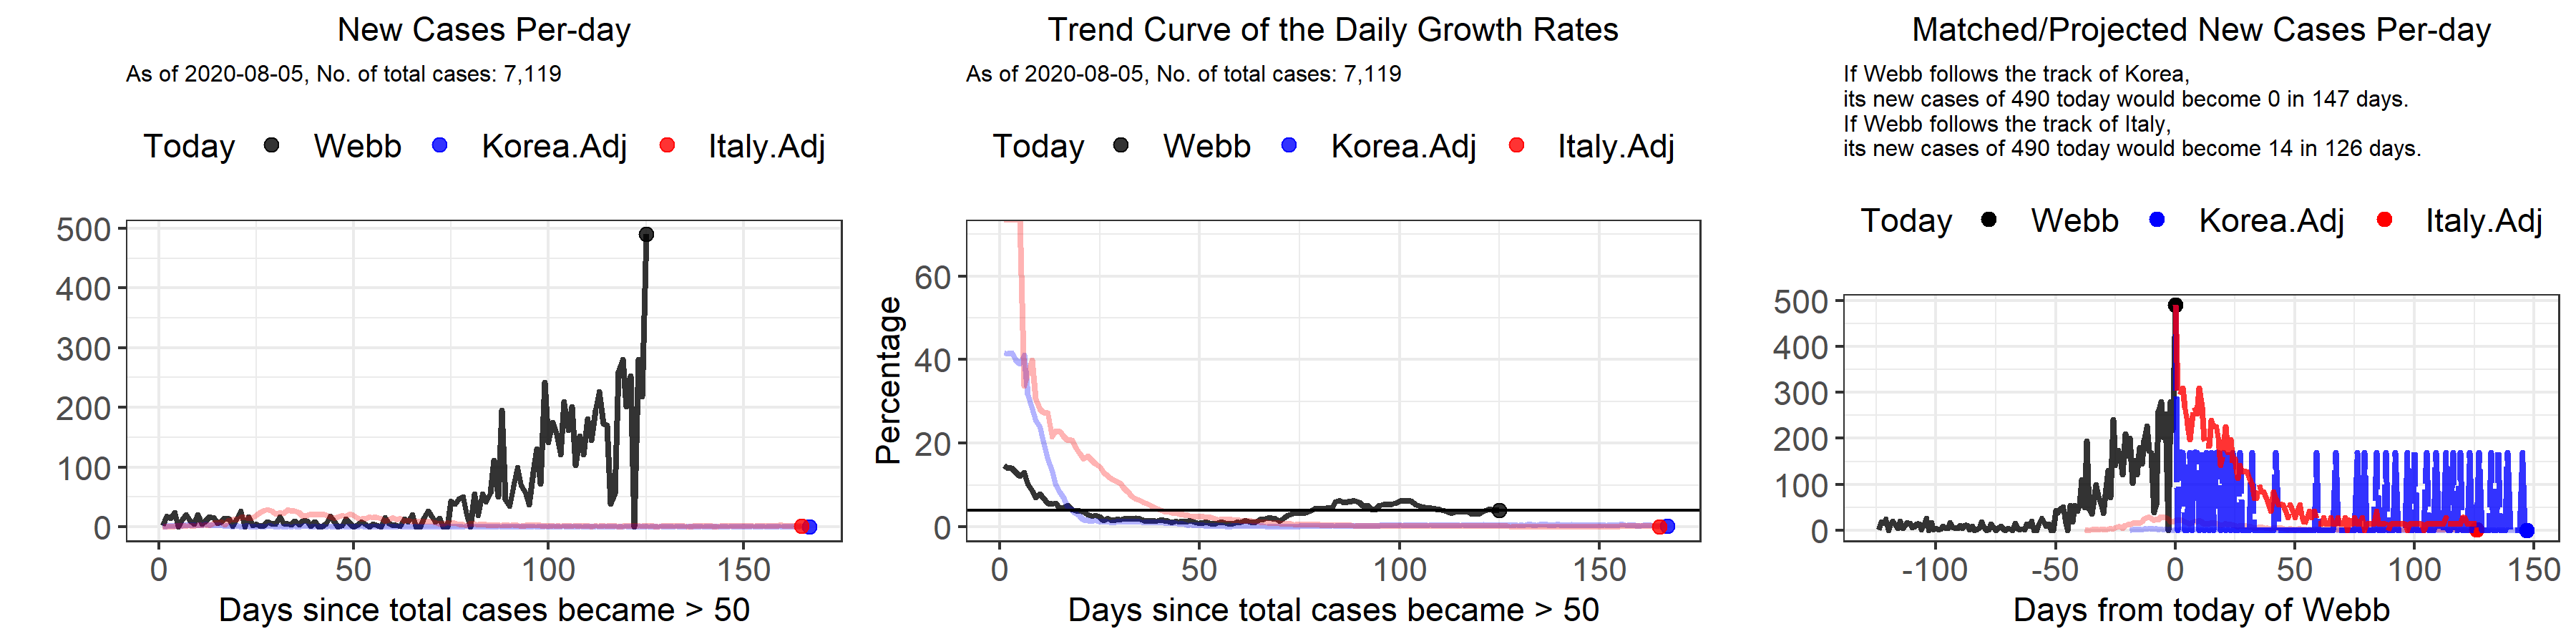 New Cases Per-day
As of 2020-08-05, No. of total cases: 7,119
Today Webb Korea.Adj Italy.Adj
500
400
300
200
100
0
0 50 100 150
Days since total cases became > 50
Trend Curve of the Daily Growth Rates
As of 2020-08-05, No. of total cases: 7,119
Today Webb Korea.Adj Italy.Adj
Percentage
60
40
20
0
0 50 100 150
Days since total cases became > 50
Matched/Projected New Cases Per-day
If Webb follows the track of Korea,
its new cases of 490 today would become 0 in 147 days.
If Webb follows the track of Italy,
its new cases of 490 today would become 14 in 126 days.
Today Webb Korea.Adj Italy.Adj
500
400
300
200
100
0
-100 -50 0 50 100 150
Days from today of Webb